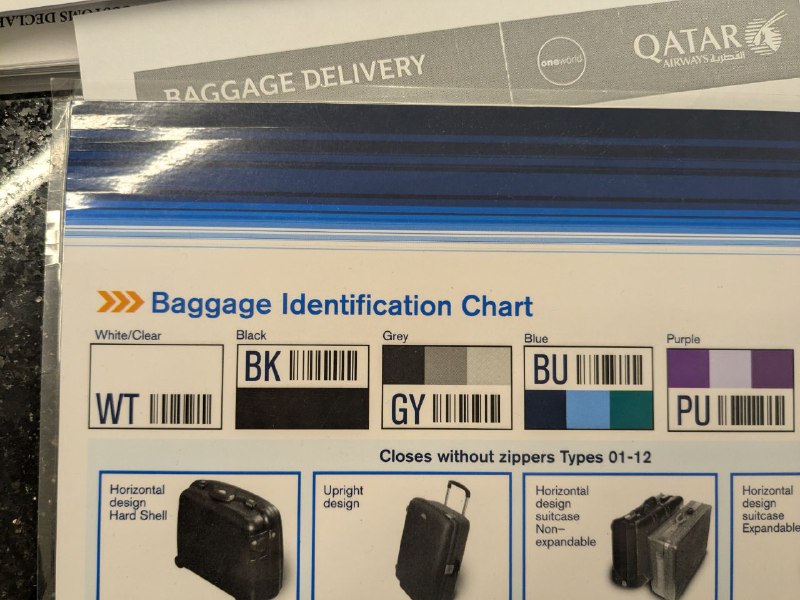 CUSTOMS DECLAR
BAGGAGE DELIVERY
oneworld
QATAR
AIRWAYS القطرية
Baggage Identification Chart
White/Clear
Black
Grey
Blue
Purple
WT
BK
GY
BU
PU
Closes without zippers Types 01-12
Horizontal
design
Hard Shell
Upright
design
Horizontal
design
suitcase
Non–
expandable
Horizontal
design
suitcase
Expandable